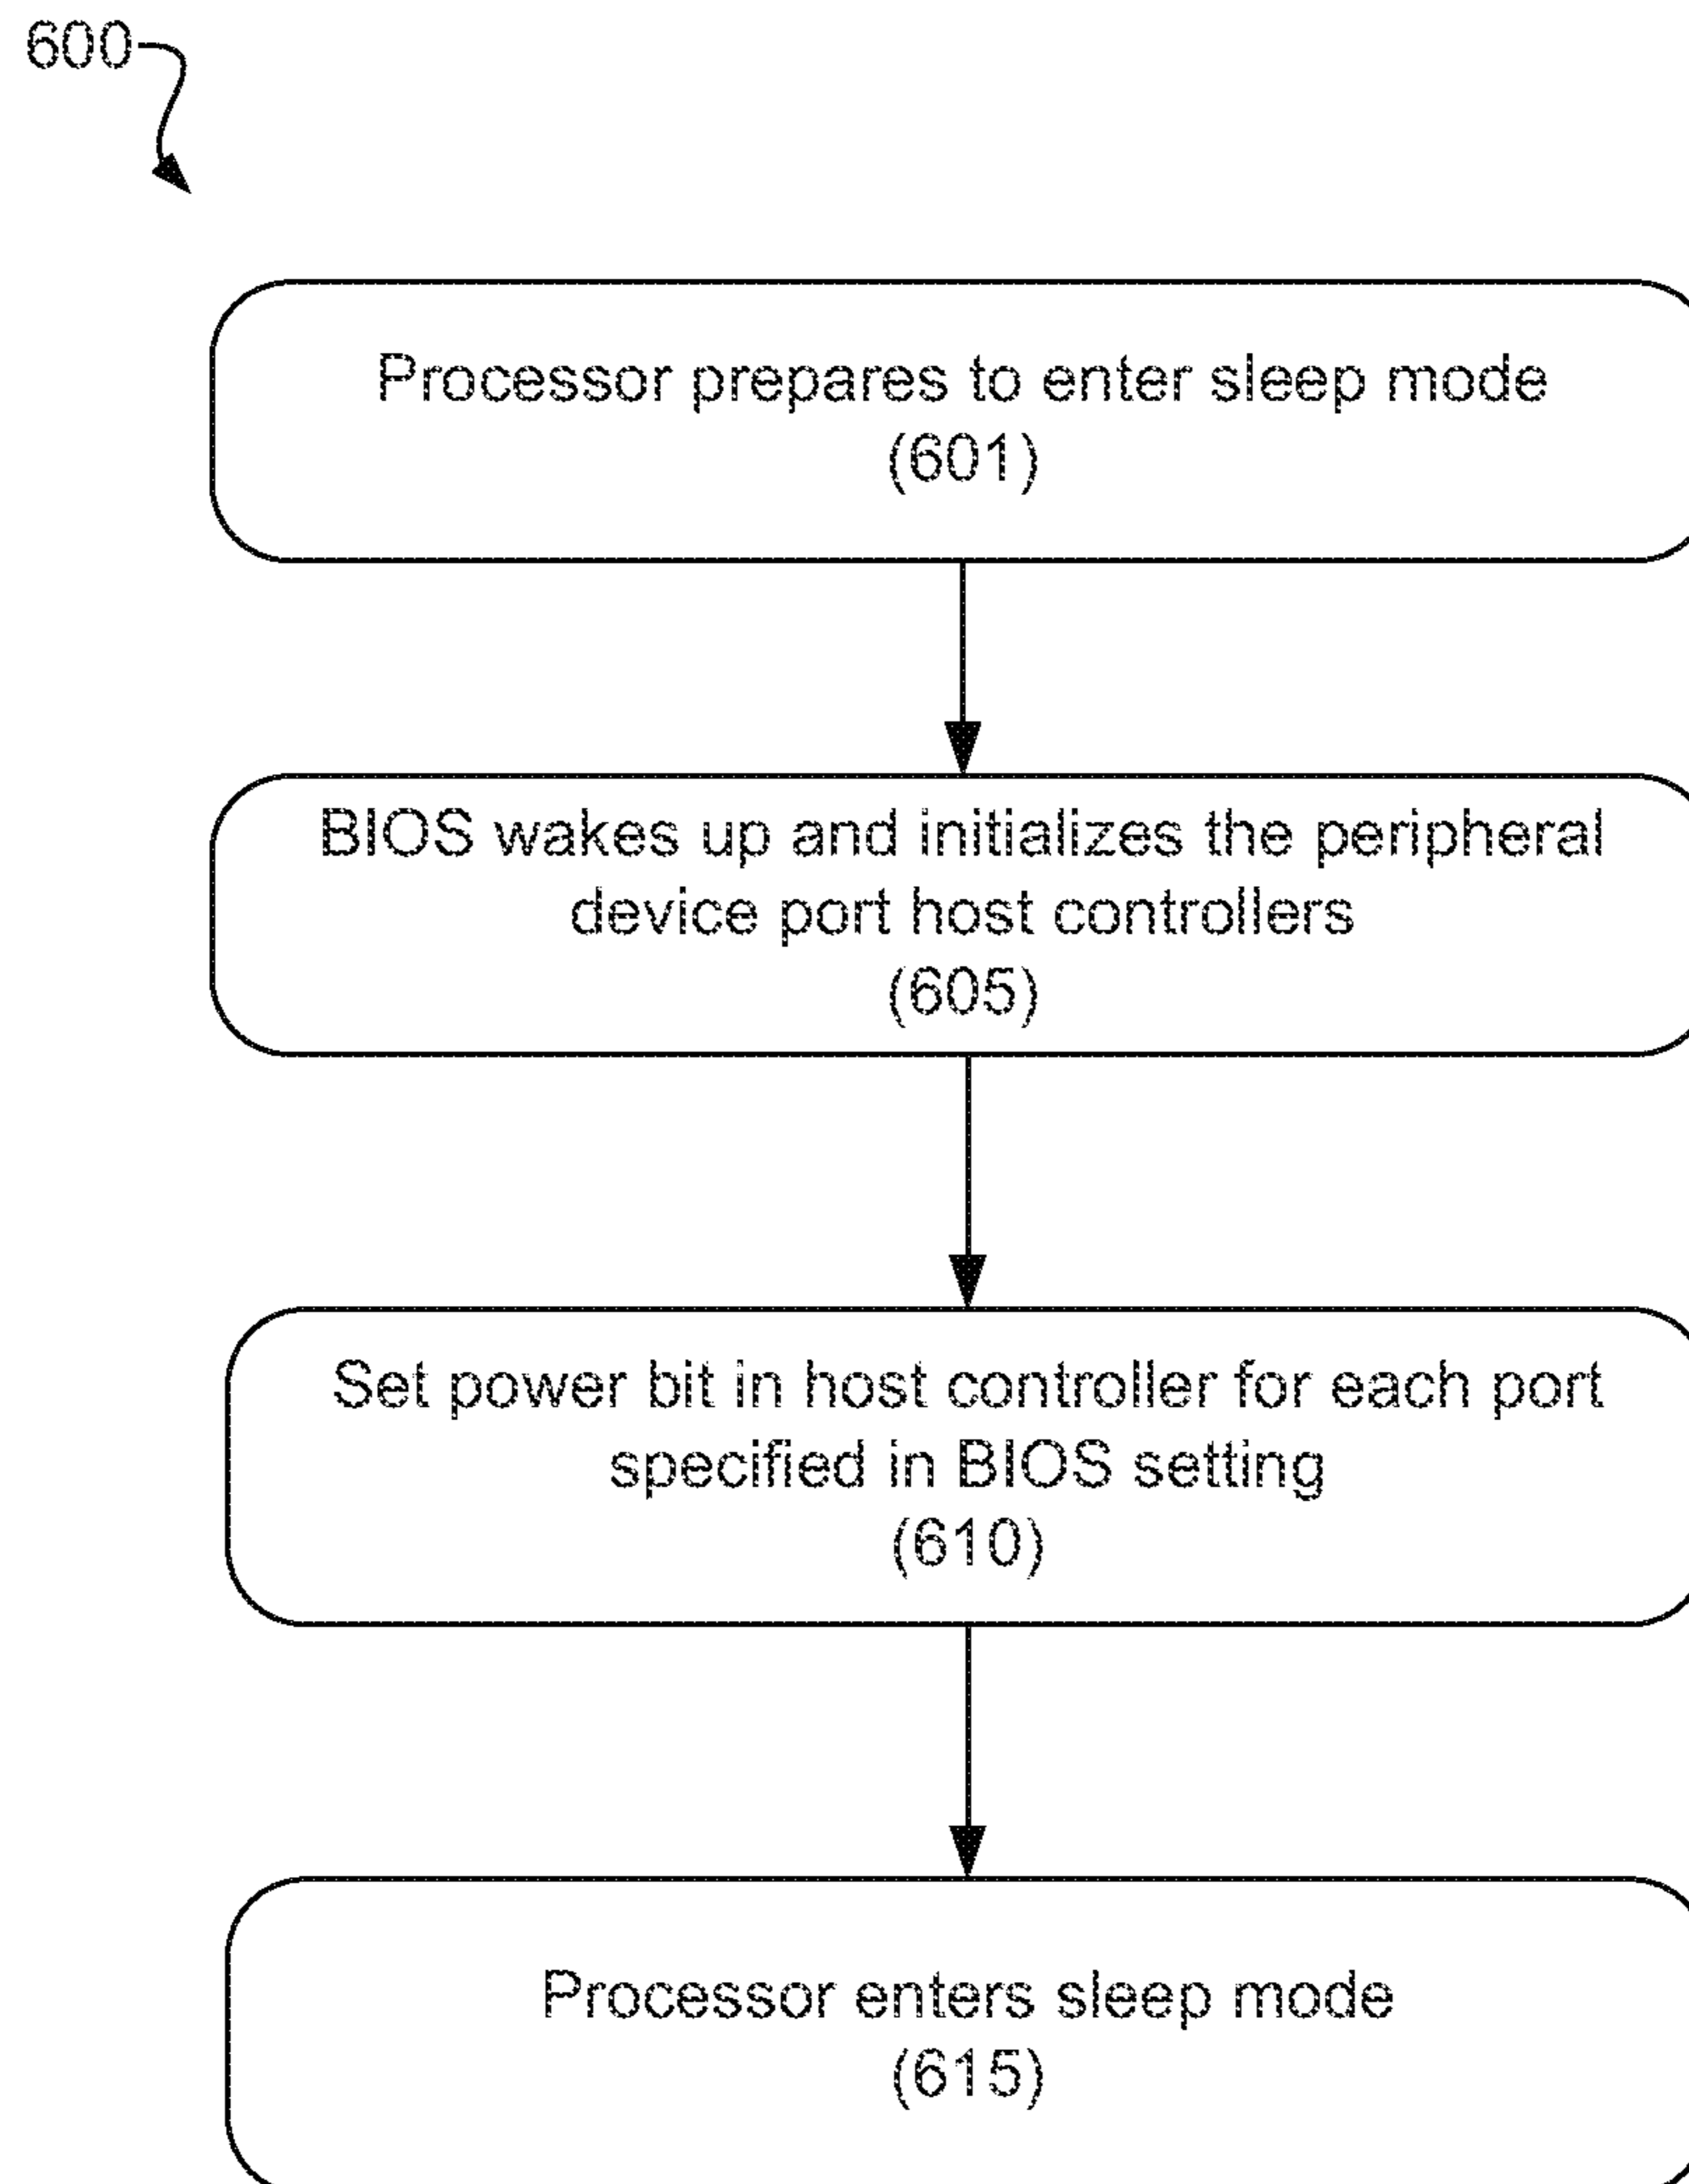 600
Processor prepares to enter sleep mode
(601)
BIOS wakes up and initializes the peripheral
device port host controllers
(605)
Set power bit in host controller for each port
specified in BIOS setting
(610)
Processor enters sleep mode
(615)